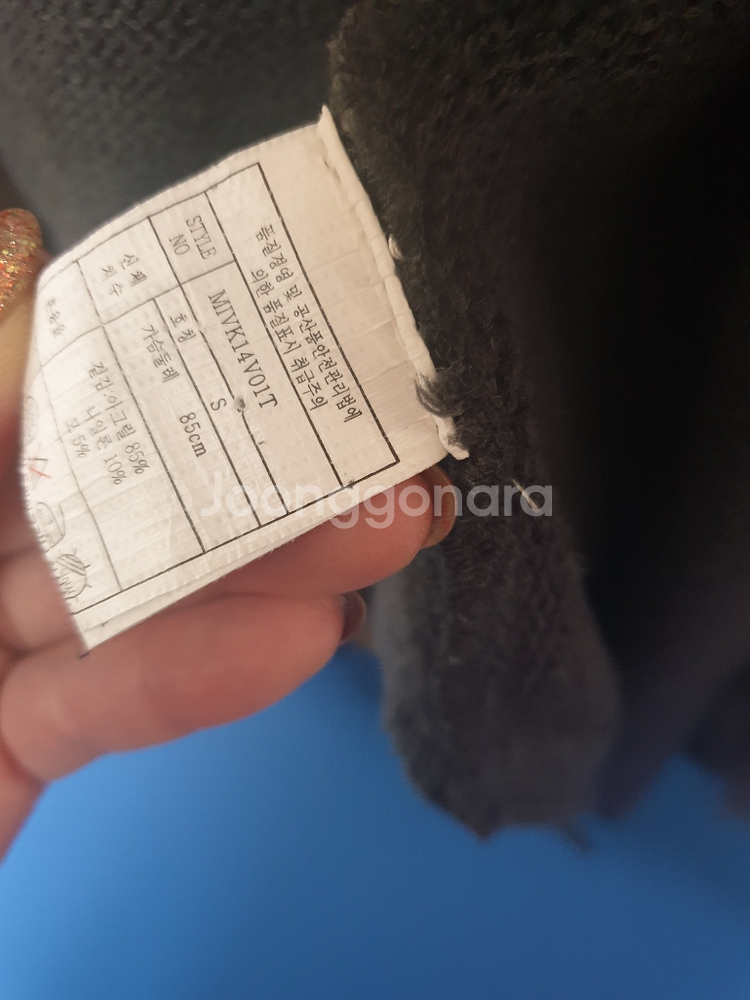 품질경영 및 공산품안전관리법에
의한 품질표시 취급주의
STYLE
NO
MIVK14V01T
신체
치수
호칭
S
가슴둘레
85cm
혼용율
겉감:아크릴 85%
나일론 10%
모 5%
Joonggonara